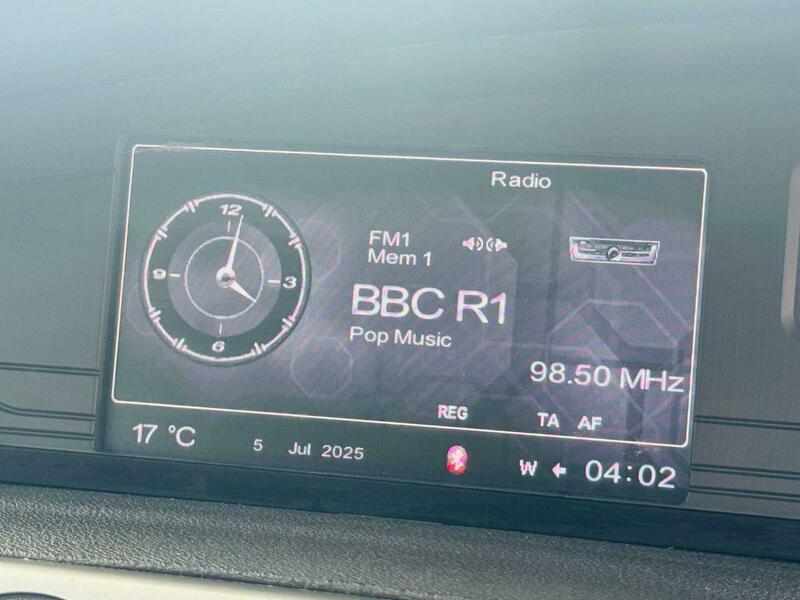 Radio
12
3
6
9
FM1
Mem 1
BBC R1
Pop Music
98.50 MHz
REG TA AF
17 °C 5 Jul 2025 W 04:02